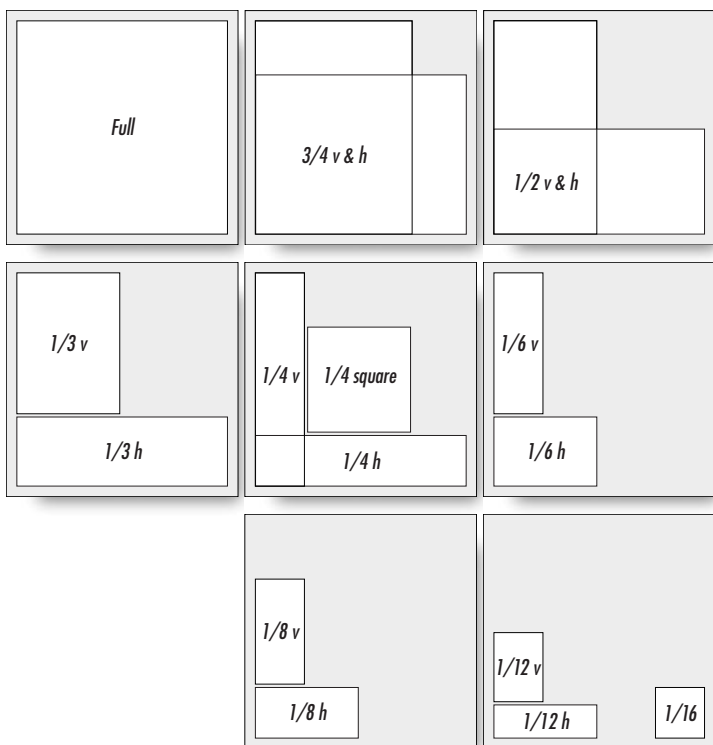 Full
3/4 v & h
1/2 v & h
1/3 v
1/3 h
1/4 v
1/4 square
1/4 h
1/6 v
1/6 h
1/8 v
1/8 h
1/12 v
1/12 h
1/16